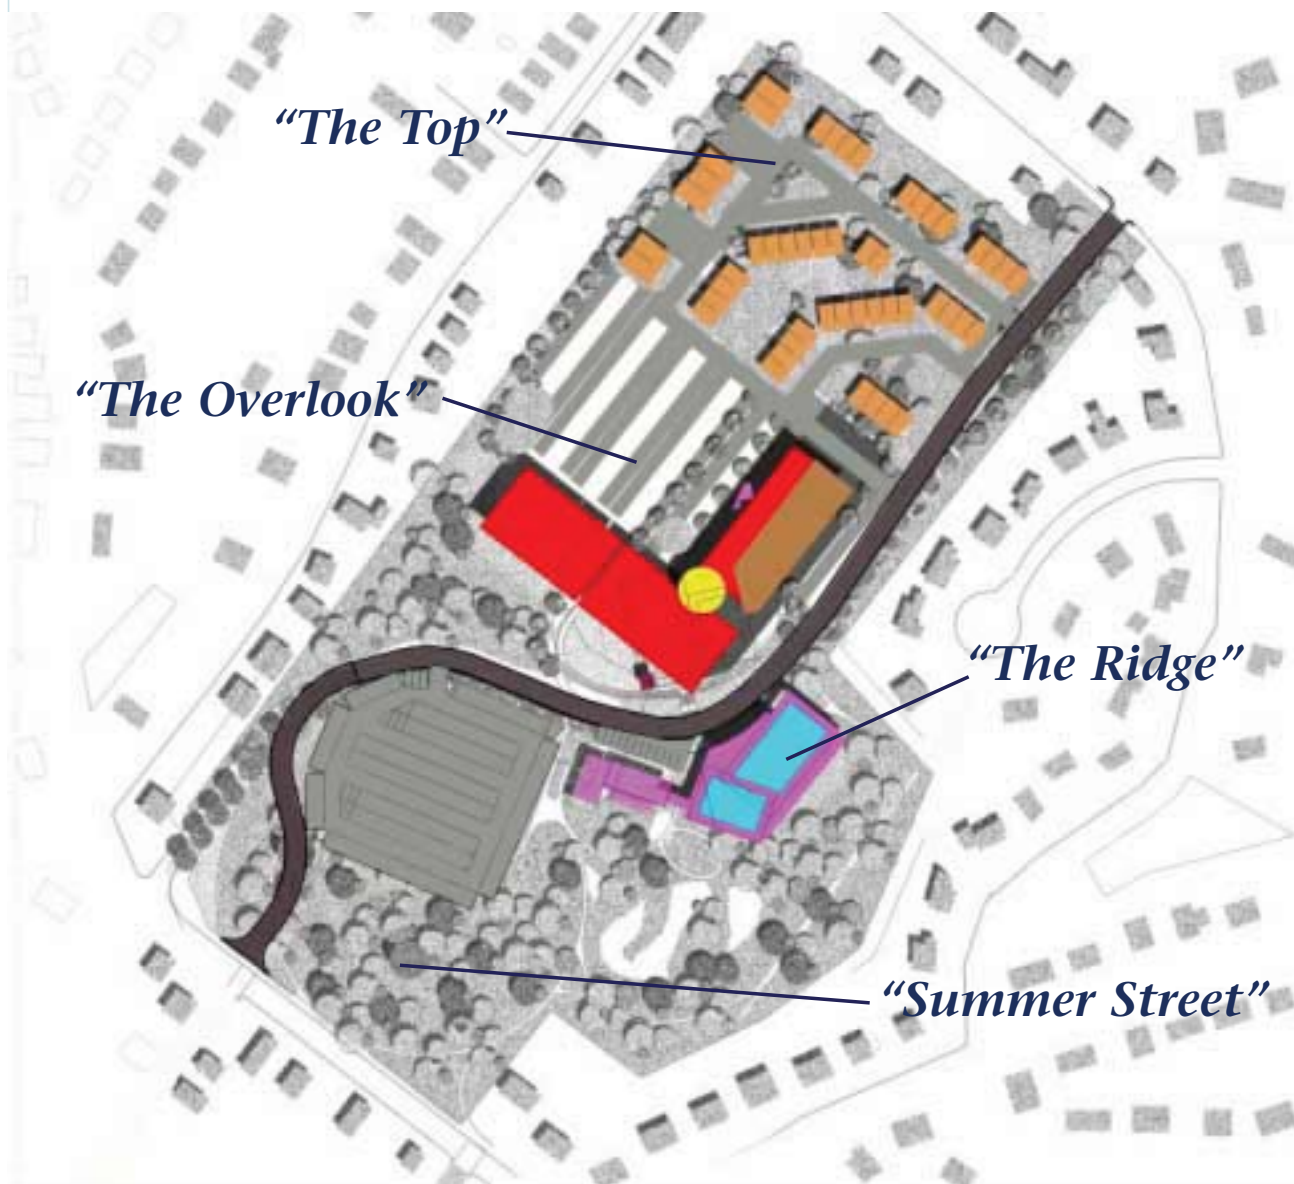 “The Top”
“The Overlook”
“The Ridge”
“Summer Street”